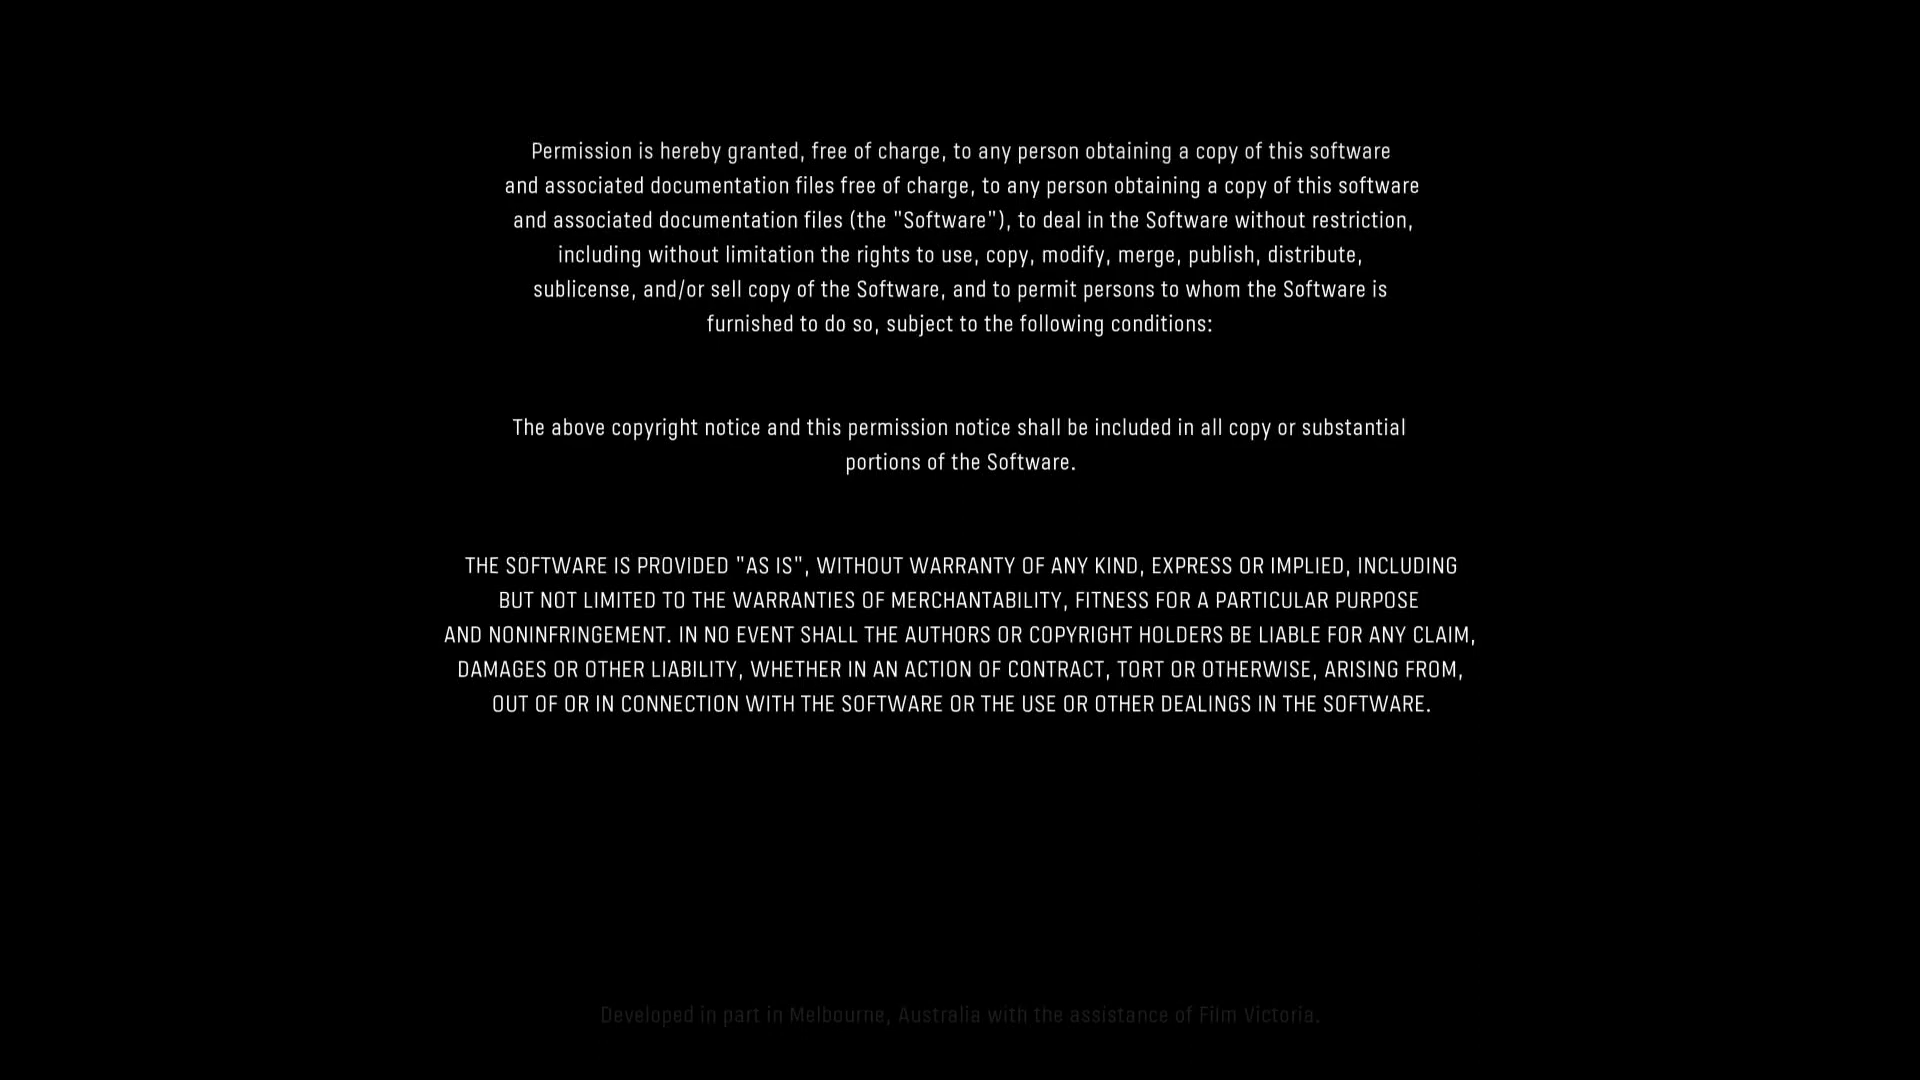 Permission is hereby granted, free of charge, to any person obtaining a copy of this software
and associated documentation files free of charge, to any person obtaining a copy of this software
and associated documentation files (the "Software"), to deal in the Software without restriction,
including without limitation the rights to use, copy, modify, merge, publish, distribute,
sublicense, and/or sell copy of the Software, and to permit persons to whom the Software is
furnished to do so, subject to the following conditions:
The above copyright notice and this permission notice shall be included in all copy or substantial
portions of the Software.
THE SOFTWARE IS PROVIDED "AS IS", WITHOUT WARRANTY OF ANY KIND, EXPRESS OR IMPLIED, INCLUDING
BUT NOT LIMITED TO THE WARRANTIES OF MERCHANTABILITY, FITNESS FOR A PARTICULAR PURPOSE
AND NONINFRINGEMENT. IN NO EVENT SHALL THE AUTHORS OR COPYRIGHT HOLDERS BE LIABLE FOR ANY CLAIM,
DAMAGES OR OTHER LIABILITY, WHETHER IN AN ACTION OF CONTRACT, TORT OR OTHERWISE, ARISING FROM,
OUT OF OR IN CONNECTION WITH THE SOFTWARE OR THE USE OR OTHER DEALINGS IN THE SOFTWARE.
Developed in part in Melbourne, Australia with the assistance of Film Victoria.